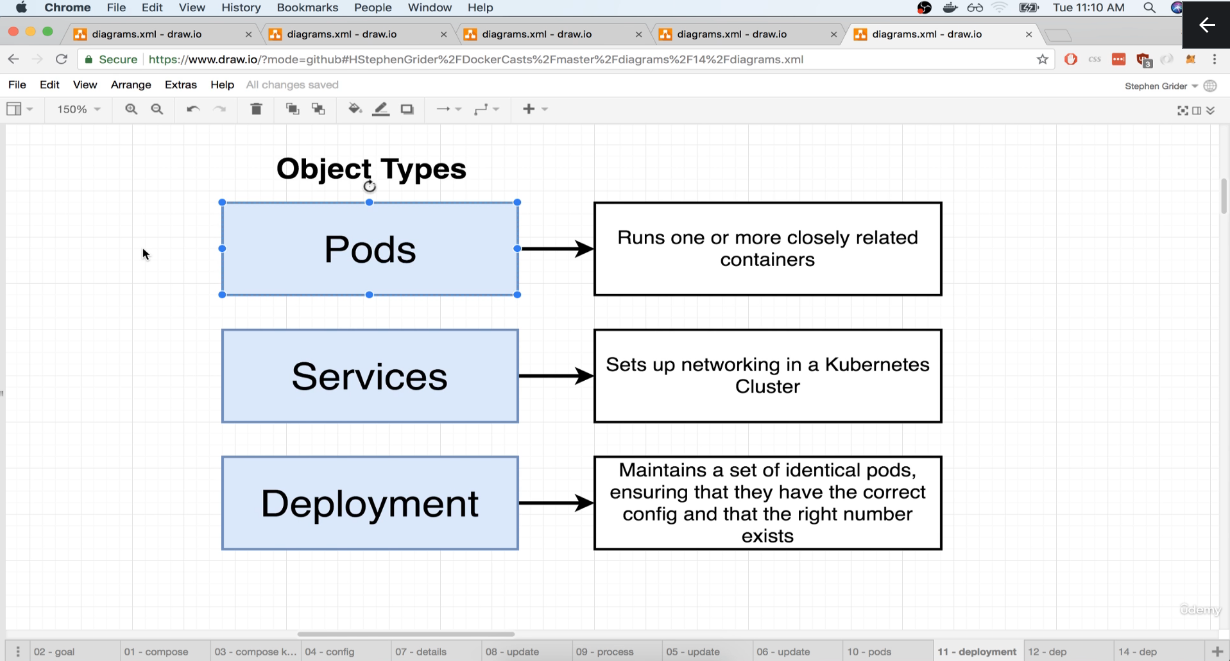 Chrome File Edit View History Bookmarks People Window Help Tue 11:10 AM
diagrams.xml - draw.io diagrams.xml - draw.io diagrams.xml - draw.io diagrams.xml - draw.io diagrams.xml - draw.io
Secure https://www.draw.io/?mode=github#HStephenGrider%2FDockerCasts%2Fmaster%2Fdiagrams%2F14%2Fdiagrams.xml CSS 3
File Edit View Arrange Extras Help All changes saved Stephen Grider
150%
Object Types
Pods
Runs one or more closely related
containers
Services
Sets up networking in a Kubernetes
Cluster
Deployment
Maintains a set of identical pods,
ensuring that they have the correct
config and that the right number
exists
ûdemy
02 - goal 01 - compose 03 - compose k... 04 - config 07 - details 08 - update 09 - process 05 - update 06 - update 10 - pods 11 - deployment 12 - dep 14 - dep